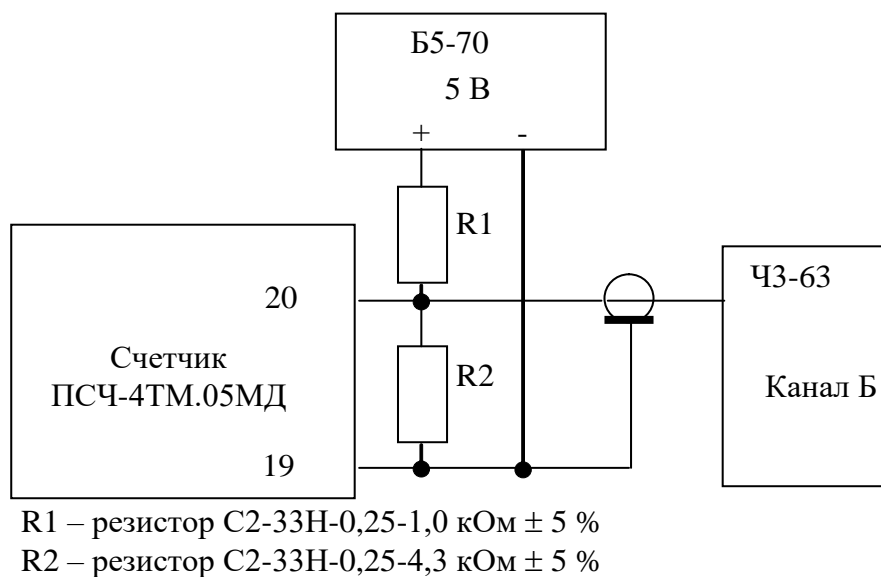 Б5-70
5 В
+ -
R1
20
Ч3-63
Счетчик
ПСЧ-4ТМ.05МД
R2
Канал Б
19
R1 – резистор С2-33Н-0,25-1,0 кОм ± 5 %
R2 – резистор С2-33Н-0,25-4,3 кОм ± 5 %